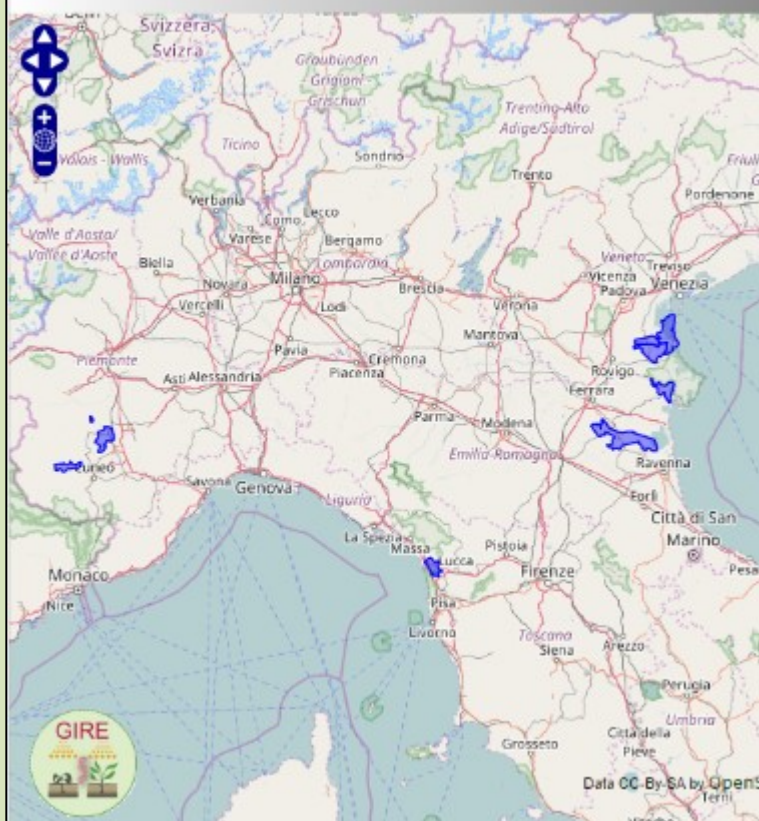 Svizzera,
Svizra
Graubünden
Grigioni
Grischun
Trentino-Alto
Adige/Südtirol
Ticino
Valais - Wallis
Sondrio
Trento
Verbania
Pordenone
Como
Lecco
Varese
Bergamo
Valle d'Aosta/
Vallée d'Aoste
Biella
Lombardia
Veneto
Treviso
Novara
Milano
Brescia
Vicenza
Padova
Venezia
Vercelli
Lodi
Verona
Mantova
Pavia
Cremona
Piacenza
Piemonte
Rovigo
Asti
Alessandria
Ferrara
Parma
Modena
Emilia-Romagna
Cuneo
Ravenna
Savona
Genova
Liguria
Forlì
Città di San
Marino
La Spezia
Massa
Lucca
Pistoia
Firenze
Monaco
Nice
Pisa
Livorno
Toscana
Siena
Arezzo
Perugia
Umbria
GIRE
Grosseto
Città della
Pieve
Data CC-By-SA by OpenS
Terni